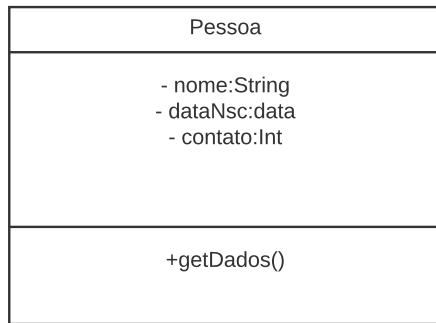 Pessoa
- nome:String
- dataNsc:data
- contato:Int
+getDados()